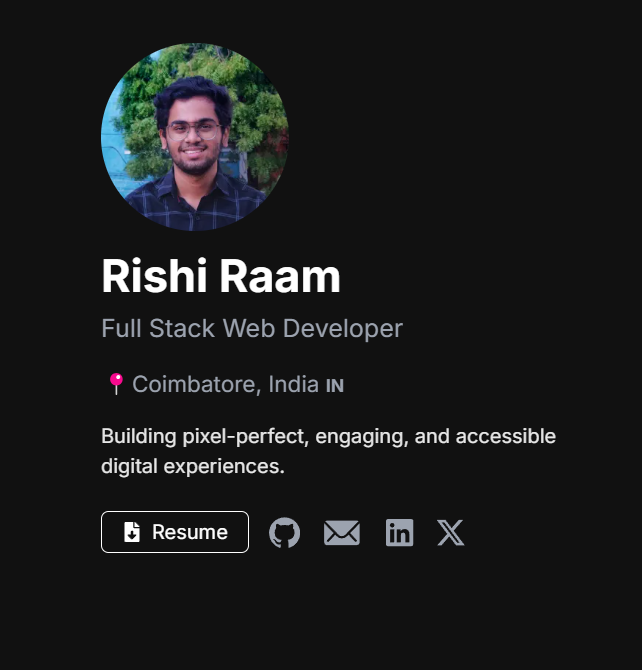 Rishi Raam
Full Stack Web Developer
📍Coimbatore, India IN
Building pixel-perfect, engaging, and accessible
digital experiences.
Resume